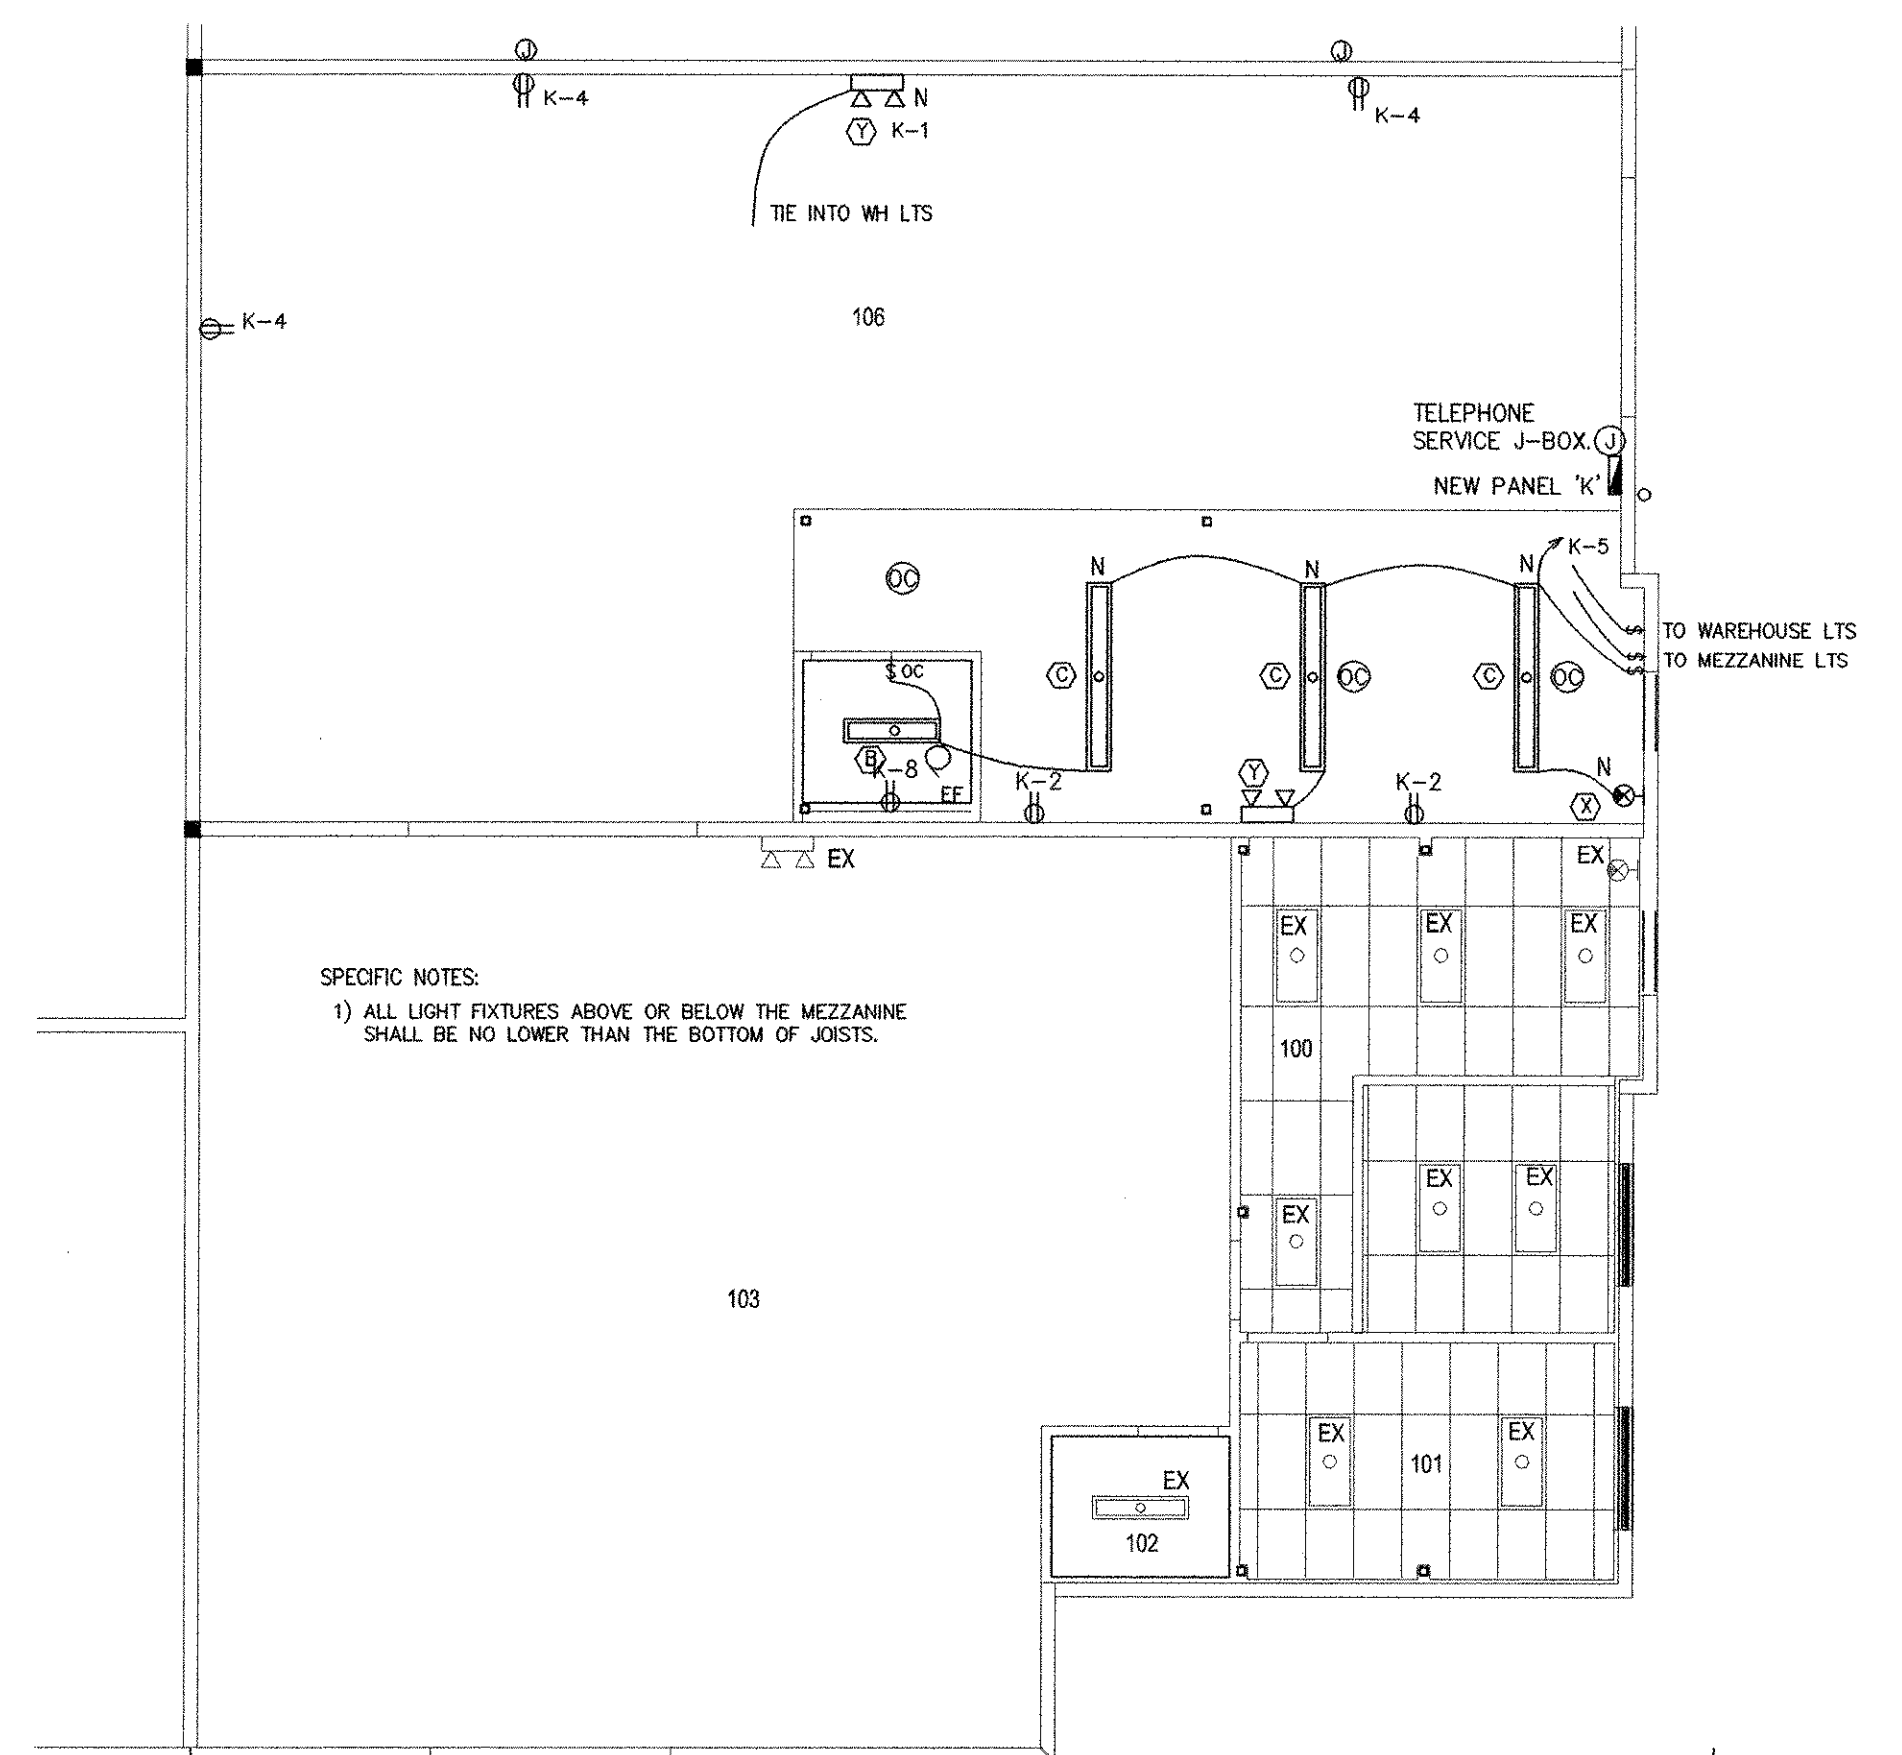 J
J
K-4
N
Y K-1
K-4
TIE INTO WH LTS
106
K-4
TELEPHONE
SERVICE J-BOX. J
NEW PANEL 'K'
K-5
N
N
N
OC
$ TO WAREHOUSE LTS
$ TO MEZZANINE LTS
$
$ OC
C
C OC
C OC
B
K-8
EF
K-2
Y
K-2
N
X
EX
EX
EX
EX
EX
SPECIFIC NOTES:
1) ALL LIGHT FIXTURES ABOVE OR BELOW THE MEZZANINE
SHALL BE NO LOWER THAN THE BOTTOM OF JOISTS.
100
EX
EX
EX
103
EX
EX
101
EX
102